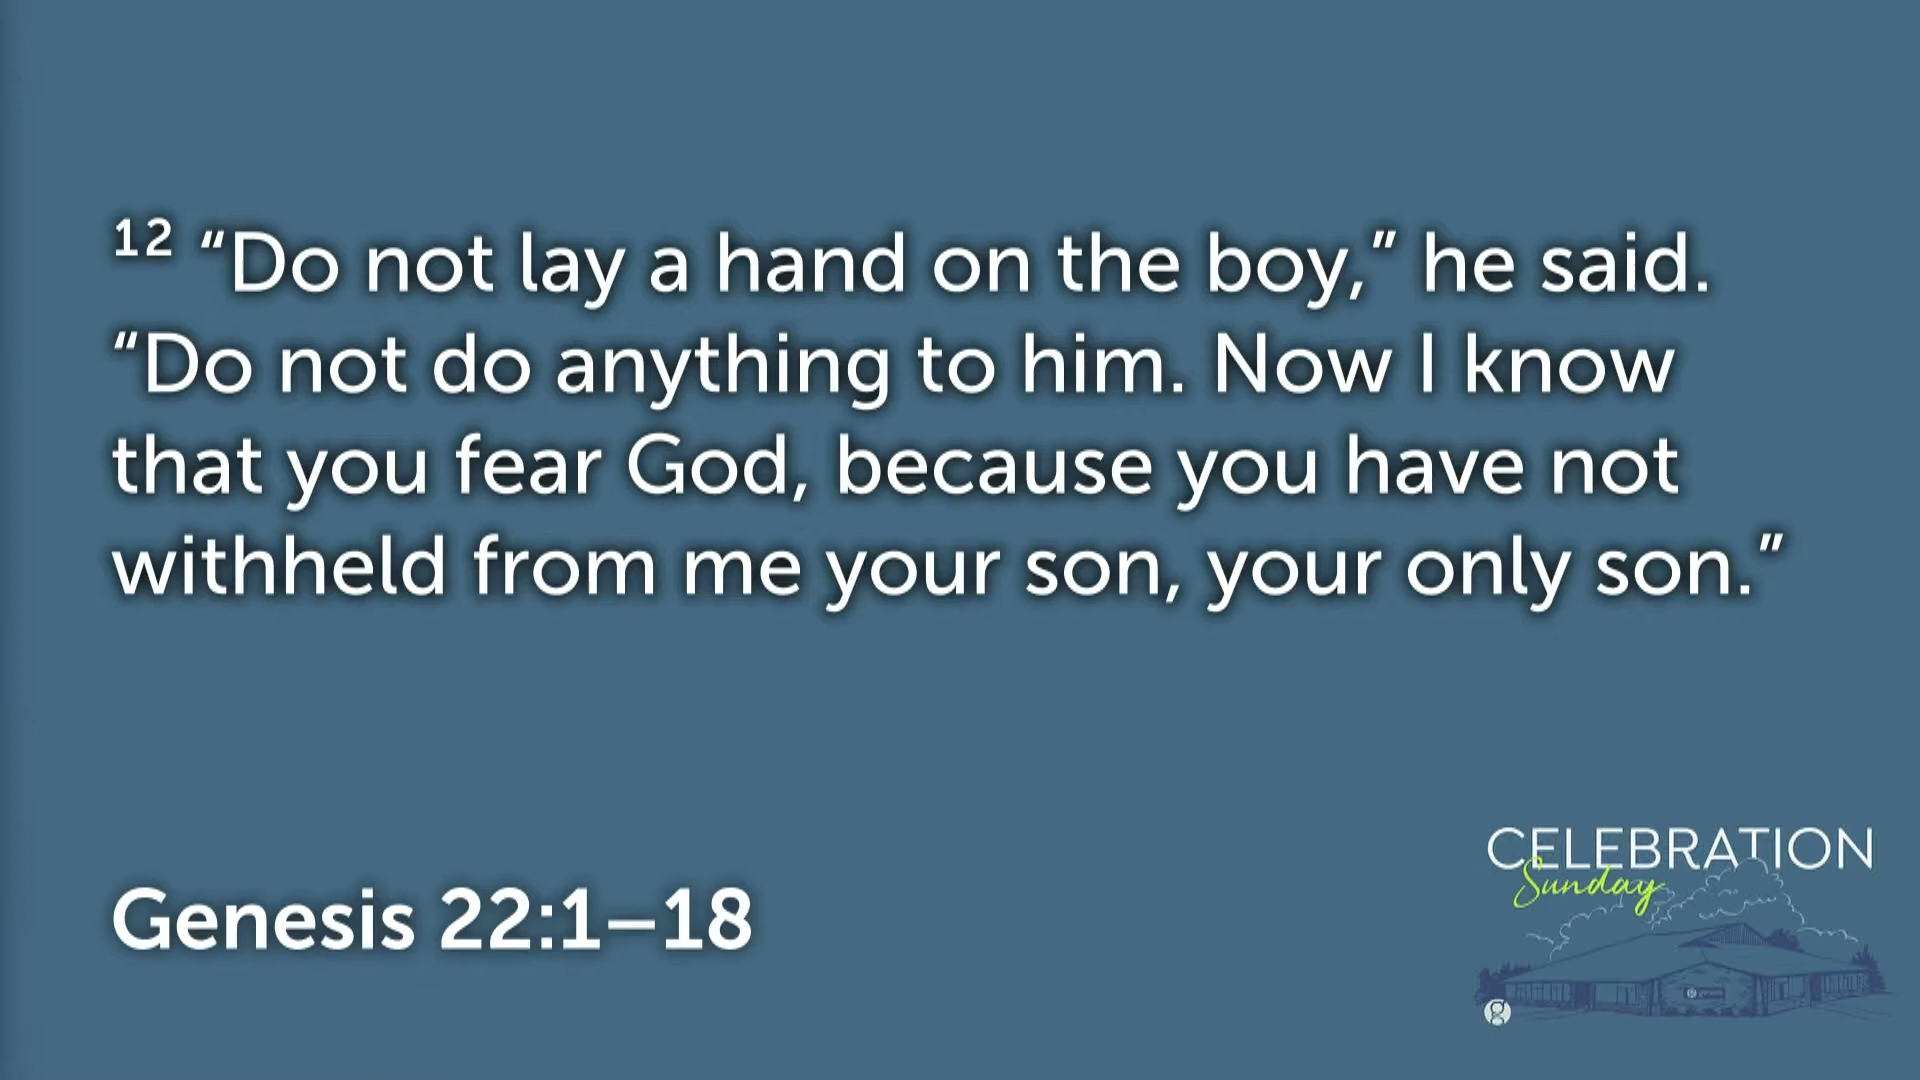 12 “Do not lay a hand on the boy,” he said.
“Do not do anything to him. Now I know
that you fear God, because you have not
withheld from me your son, your only son.”
Genesis 22:1–18
CELEBRATION
Sunday